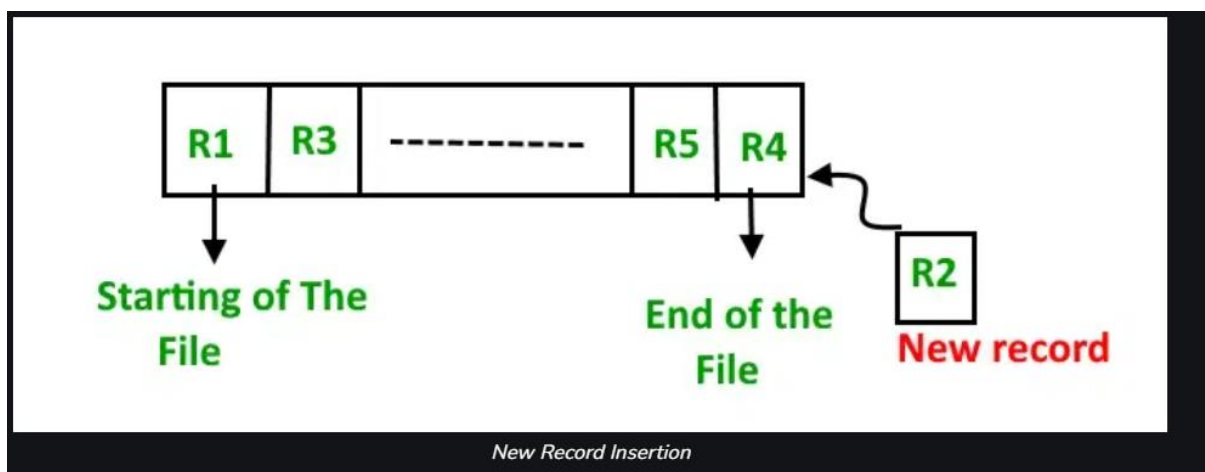 R1 R3 ---------- R5 R4
R2
Starting of The
File
End of the
File
New record
New Record Insertion